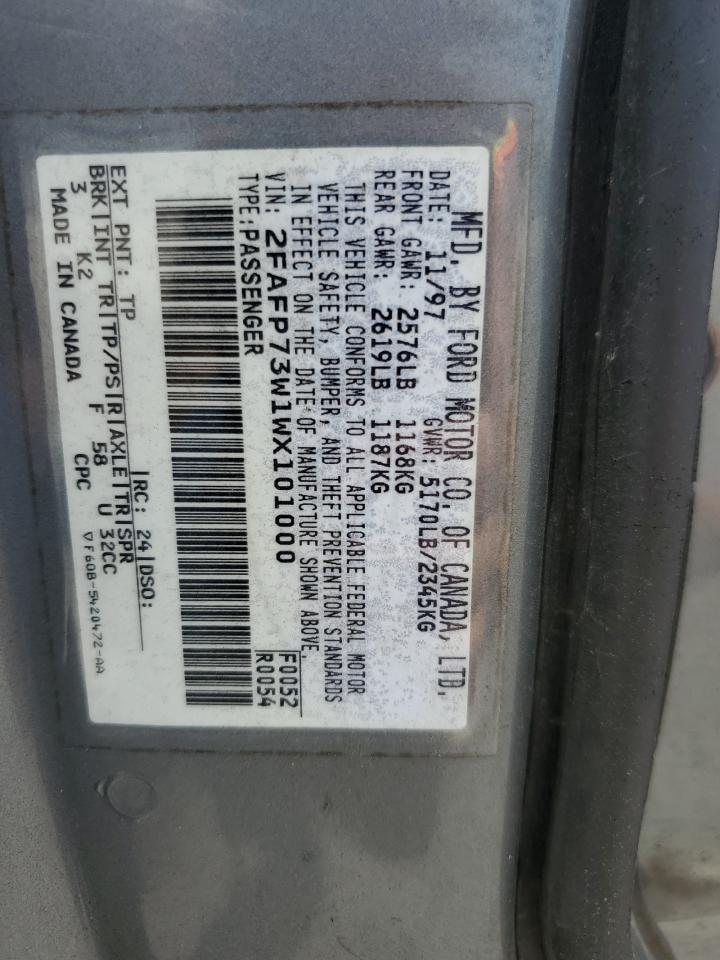 MFD. BY FORD MOTOR CO. OF CANADA, LTD.
DATE: 11/97 GVWR: 5170LB/2345KG
FRONT GAWR: 2576LB 1168KG
REAR GAWR: 2619LB 1187KG
THIS VEHICLE CONFORMS TO ALL APPLICABLE FEDERAL MOTOR
VEHICLE SAFETY, BUMPER, AND THEFT PREVENTION STANDARDS
IN EFFECT ON THE DATE OF MANUFACTURE SHOWN ABOVE.
VIN: 2FAFP73W1WX101000 F0052
TYPE: PASSENGER R0054
EXT PNT: TP RC: 24 DSO:
BRK|INT TR|TP/PS|R|AXLE|TR|SPR
3 K2 F 58 U 32CC
MADE IN CANADA CPC ▽F60B-5420472-AA